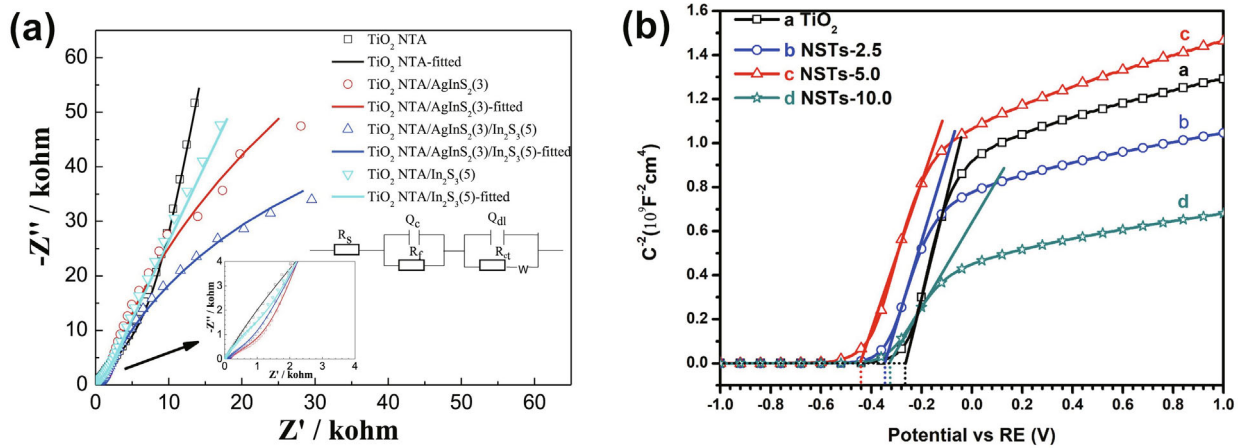 (a)
-Z'' / kohm
60
50
40
30
20
10
0
0 10 20 30 40 50 60
Z' / kohm
TiO₂ NTA
TiO₂ NTA-fitted
TiO₂ NTA/AgInS₂(3)
TiO₂ NTA/AgInS₂(3)-fitted
TiO₂ NTA/AgInS₂(3)/In₂S₃(5)
TiO₂ NTA/AgInS₂(3)/In₂S₃(5)-fitted
TiO₂ NTA/In₂S₃(5)
TiO₂ NTA/In₂S₃(5)-fitted
Rs
Qc
Rf
Qdl
Rct
W
-Z'' / kohm
4
3
2
1
0
0 1 2 3 4
Z' / kohm
(b)
C⁻²(10⁹F⁻²cm⁴)
1.6
1.4
1.2
1.0
0.8
0.6
0.4
0.2
0.0
a TiO₂
b NSTs-2.5
c NSTs-5.0
d NSTs-10.0
c
a
b
d
-1.0 -0.8 -0.6 -0.4 -0.2 0.0 0.2 0.4 0.6 0.8 1.0
Potential vs RE (V)